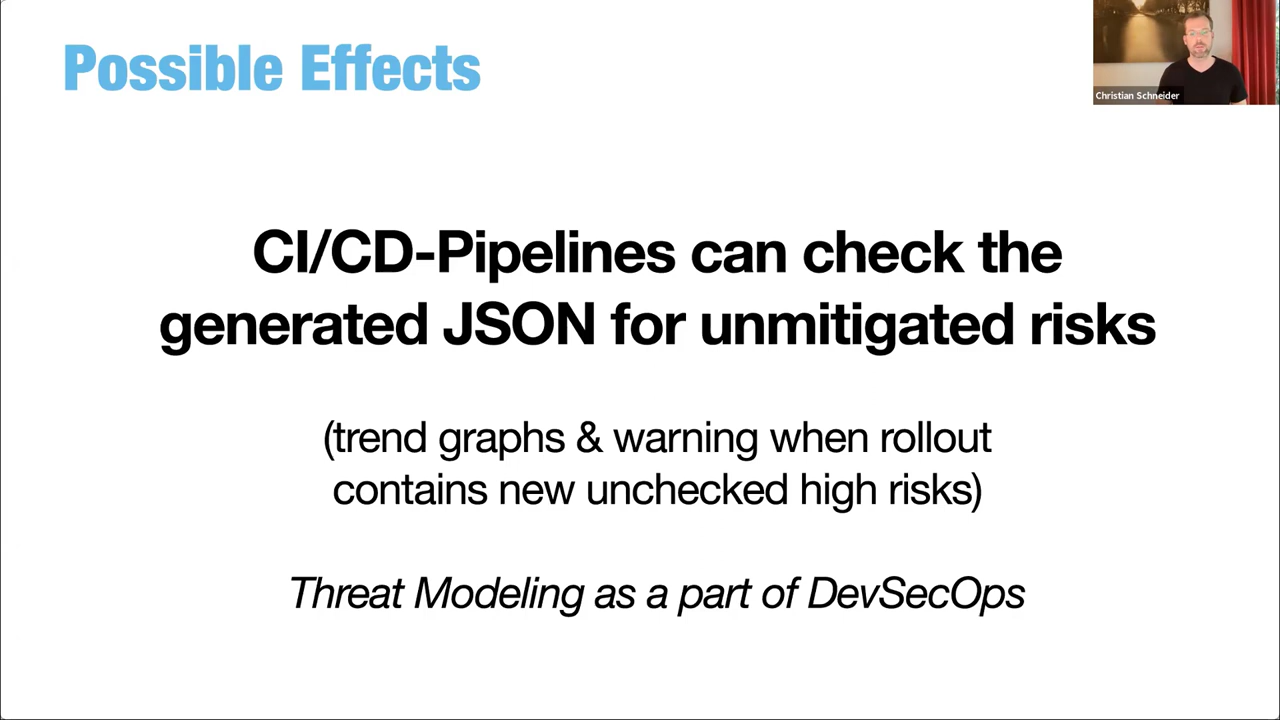 Possible Effects
Christian Schneider
CI/CD-Pipelines can check the
generated JSON for unmitigated risks
(trend graphs & warning when rollout
contains new unchecked high risks)
Threat Modeling as a part of DevSecOps